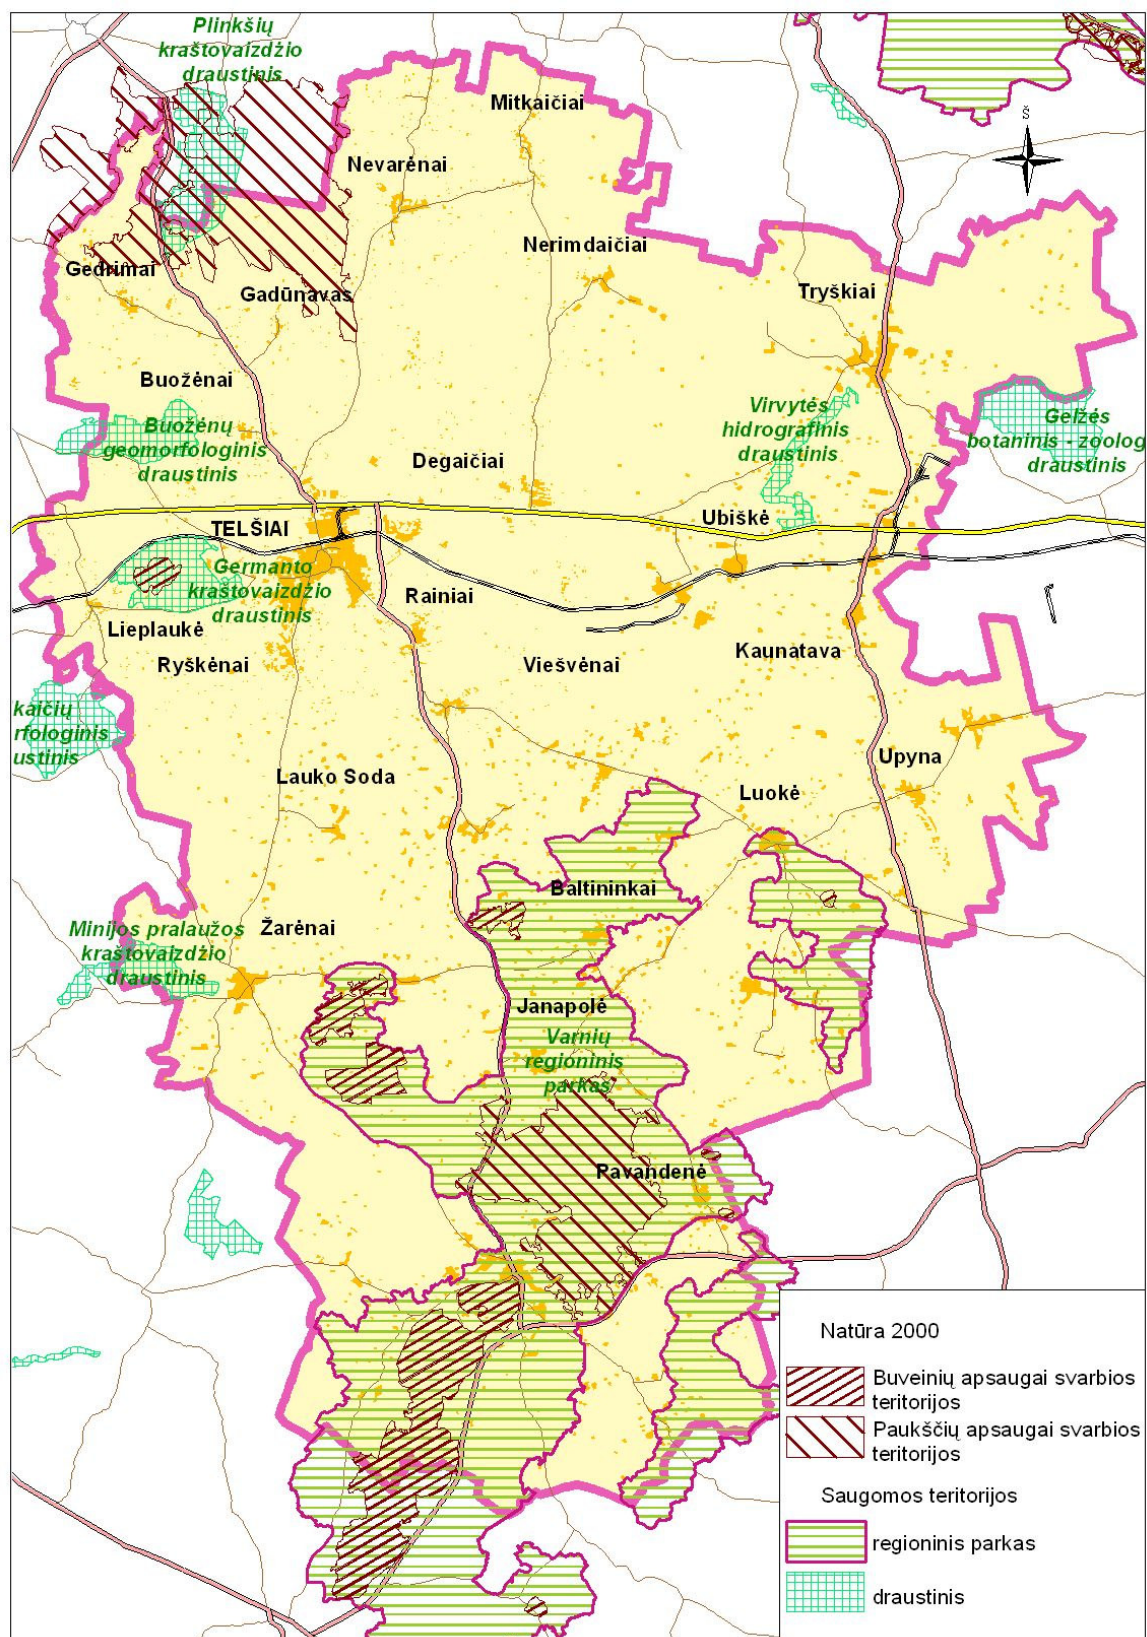 Plinkšių
kraštovaizdžio
draustinis
Mitkaičiai
Š
Nevarėnai
Nerimdaičiai
Gedrimai
Gadūnavas
Tryškiai
Buožėnai
Buožėnų
geomorfologinis
draustinis
Virvytės
hidrografinis
draustinis
Gelžės
botaninis - zoolog
draustinis
Degaičiai
TELŠIAI
Ubiškė
Germanto
kraštovaizdžio
draustinis
Rainiai
Lieplaukė
Ryškėnai
Viešvėnai
Kaunatava
kaičių
rfologinis
ustinis
Upyna
Lauko Soda
Luokė
Baltininkai
Žarėnai
Minijos pralaužos
kraštovaizdžio
draustinis
Janapolė
Varnių
regioninis
parkas
Pavandenė
Natūra 2000
Buveinių apsaugai svarbios
teritorijos
Paukščių apsaugai svarbios
teritorijos
Saugomos teritorijos
regioninis parkas
draustinis